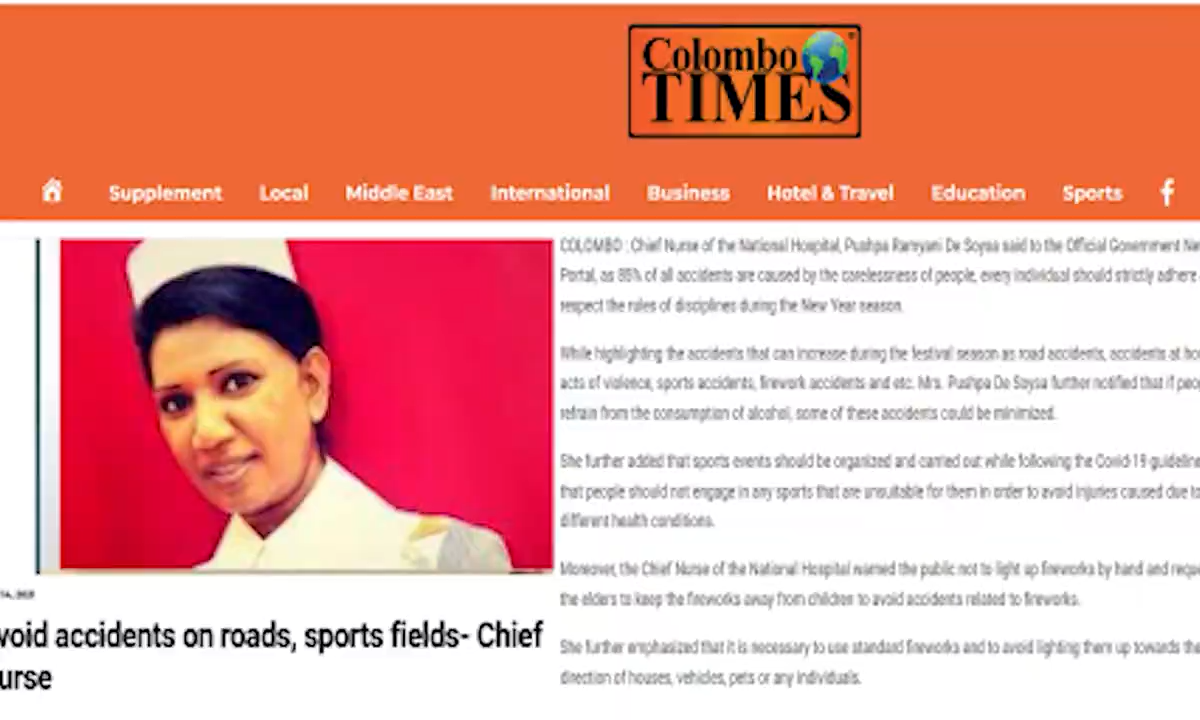 Colombo
TIMES
Supplement Local Middle East International Business Hotel & Travel Education Sports f
COLOMBO : Chief Nurse of the National Hospital, Pushpa Ramyani De Soysa said to the Official Government Ne
Portal, as 85% of all accidents are caused by the carelessness of people, every individual should strictly adhere
respect the rules of disciplines during the New Year season.
While highlighting the accidents that can increase during the festival season as road accidents, accidents at ho
acts of violence, sports accidents, firework accidents and etc. Mrs. Pushpa De Soysa further notified that if peop
refrain from the consumption of alcohol, some of these accidents could be minimized.
She further added that sports events should be organized and carried out while following the Covid-19 guideline
that people should not engage in any sports that are unsuitable for them in order to avoid injuries caused due to
different health conditions.
Moreover, the Chief Nurse of the National Hospital warned the public not to light up fireworks by hand and reque
the elders to keep the fireworks away from children to avoid accidents related to fireworks.
She further emphasized that it is necessary to use standard fireworks and to avoid lighting them up towards the
direction of houses, vehicles, pets or any individuals.
void accidents on roads, sports fields- Chief
urse